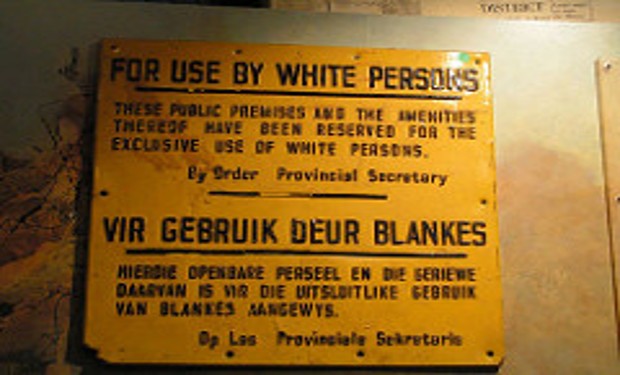 DISTRICT
FOR USE BY WHITE PERSONS
THESE PUBLIC PREMISES AND THE AMENITIES
THEREOF HAVE BEEN RESERVED FOR THE
EXCLUSIVE USE OF WHITE PERSONS.
By Order Provincial Secretary
VIR GEBRUIK DEUR BLANKES
HIERDIE OPENBARE PERSEEL EN DIE GERIEWE
DAARVAN IS VIR DIE UITSLUITLIKE GEBRUIK
VAN BLANKES AANGEWYS.
Op Las Provinsiale Sekretaris